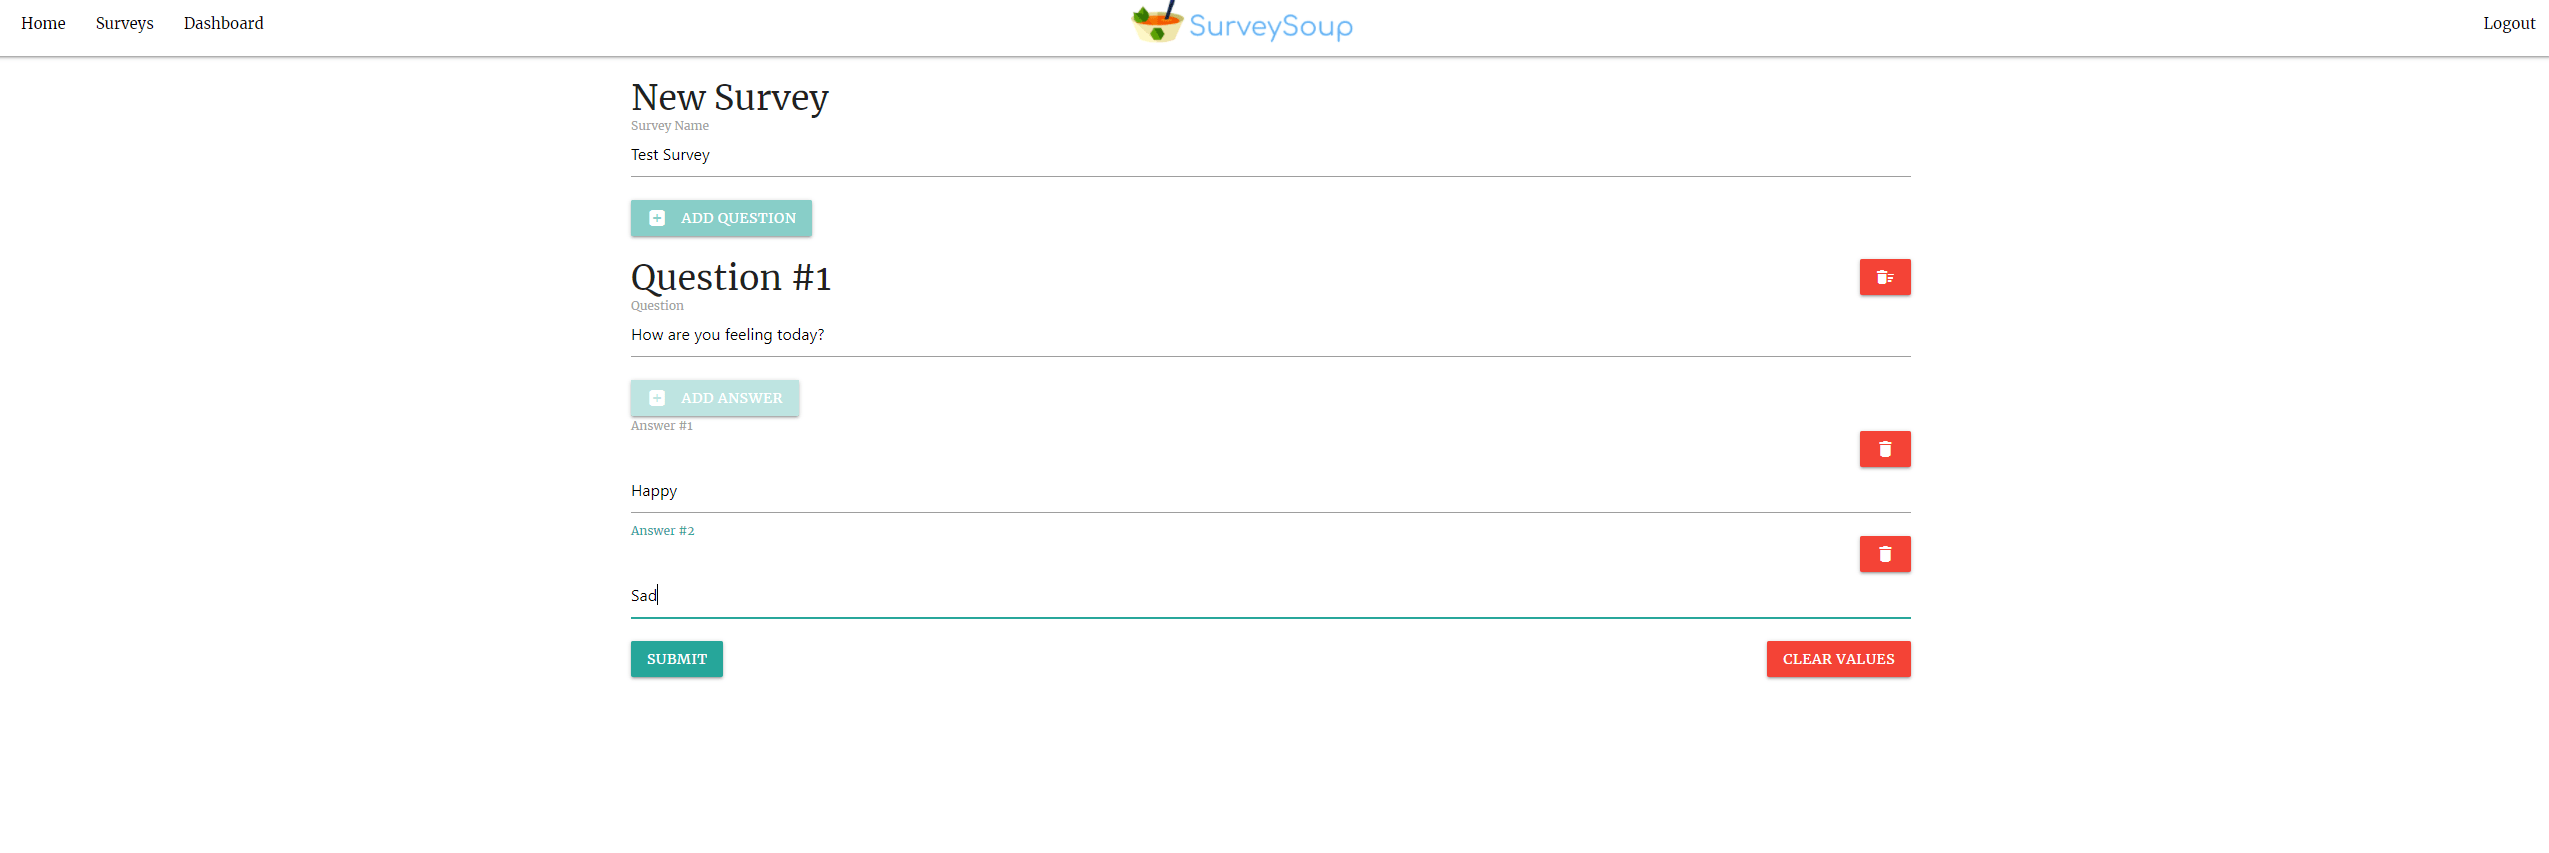 Home Surveys Dashboard SurveySoup Logout
New Survey
Survey Name
Test Survey
ADD QUESTION
Question #1
Question
How are you feeling today?
ADD ANSWER
Answer #1
Happy
Answer #2
Sad
SUBMIT CLEAR VALUES